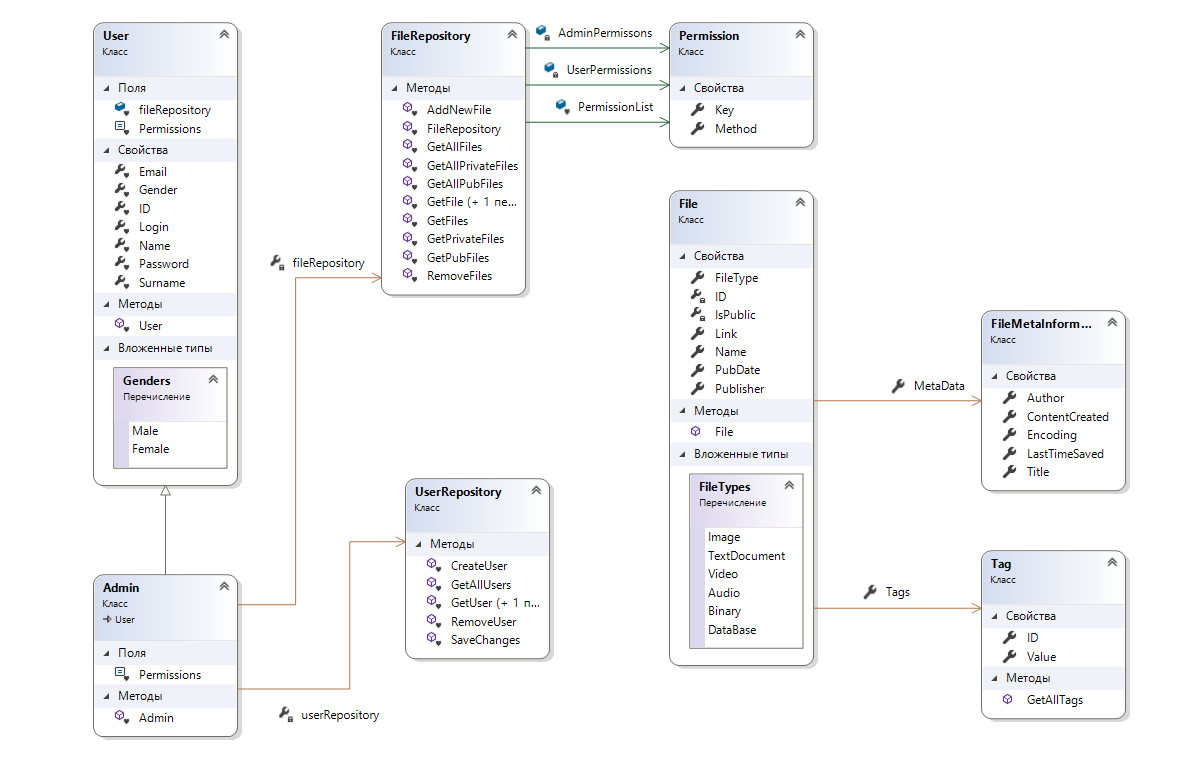 User
Класс
Поля
fileRepository
Permissions
Свойства
Email
Gender
ID
Login
Name
Password
Surname
Методы
User
Вложенные типы
Genders
Перечисление
Male
Female
Admin
Класс
User
Поля
Permissions
Методы
Admin
fileRepository
userRepository
FileRepository
Класс
Методы
AddNewFile
FileRepository
GetAllFiles
GetAllPrivateFiles
GetAllPubFiles
GetFile (+ 1 пе...
GetFiles
GetPrivateFiles
GetPubFiles
RemoveFiles
UserRepository
Класс
Методы
CreateUser
GetAllUsers
GetUser (+ 1 п...
RemoveUser
SaveChanges
AdminPermissons
UserPermissions
PermissionList
Permission
Класс
Свойства
Key
Method
File
Класс
Свойства
FileType
ID
IsPublic
Link
Name
PubDate
Publisher
Методы
File
Вложенные типы
FileTypes
Перечисление
Image
TextDocument
Video
Audio
Binary
DataBase
MetaData
Tags
FileMetaInform...
Класс
Свойства
Author
ContentCreated
Encoding
LastTimeSaved
Title
Tag
Класс
Свойства
ID
Value
Методы
GetAllTags